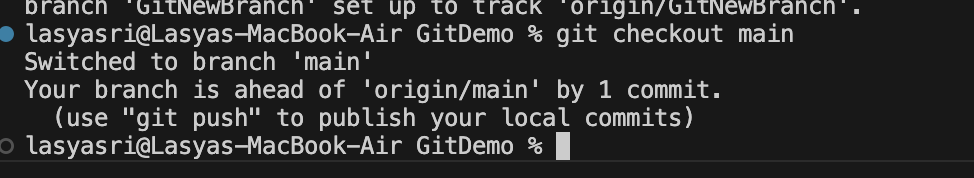 branch 'GitNewBranch' set up to track 'origin/GitNewBranch'.
lasyasri@Lasyas-MacBook-Air GitDemo % git checkout main
Switched to branch 'main'
Your branch is ahead of 'origin/main' by 1 commit.
  (use "git push" to publish your local commits)
lasyasri@Lasyas-MacBook-Air GitDemo %